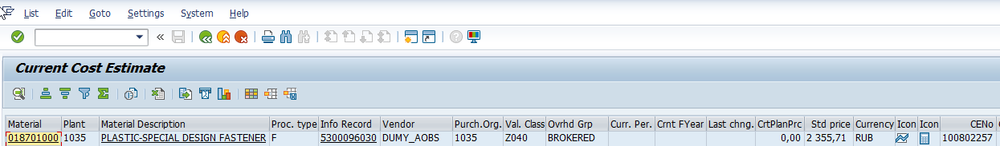 List Edit Goto Settings System Help
Current Cost Estimate
Material Plant Material Description Proc. type Info Record Vendor Purch.Org. Val. Class Ovrhd Grp Curr. Per. Crnt FYear Last chng. CrtPlanPrc Std price Currency Icon Icon CENo
018701000 1035 PLASTIC-SPECIAL DESIGN FASTENER F 5300096030 DUMY_AOBS 1035 Z040 BROKERED 0,00 2 355,71 RUB 100802257